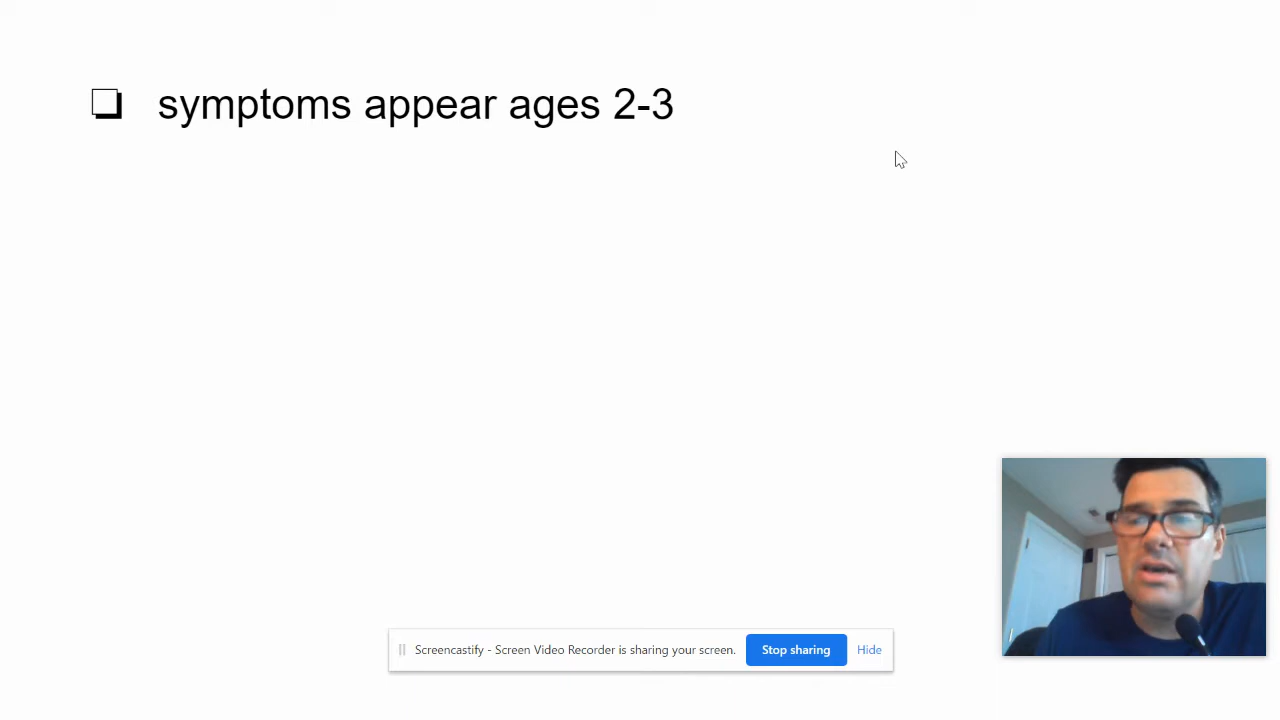 symptoms appear ages 2-3
Screencastify - Screen Video Recorder is sharing your screen.
Stop sharing
Hide